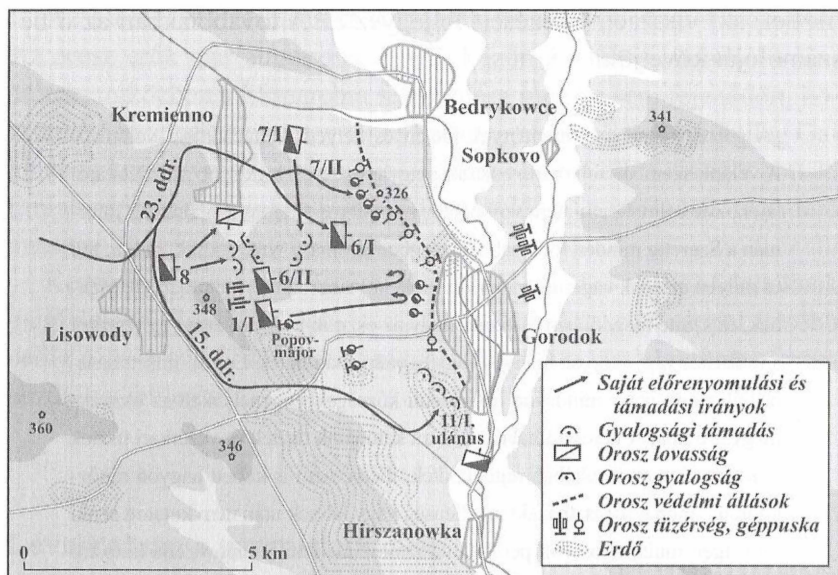 Kremienno
Bedrykowce
7/I
341
Sopkovo
7/II
326
23. ddr.
6/I
8
6/II
348
1/I
Popov-
major
Lisowody
15. ddr.
Gorodok
11/I.
ulánus
360
346
Hirszanowka
0
5 km
Saját előrenyomulási és
támadási irányok
Gyalogsági támadás
Orosz lovasság
Orosz gyalogság
Orosz védelmi állások
Orosz tüzérség, géppuska
Erdő